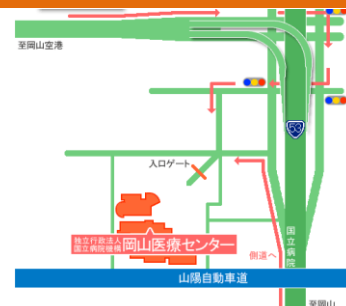 至岡山空港
53
入口ゲート
独立行政法人
国立病院機構
岡山医療センター
国立病院
側道へ
山陽自動車道
至岡山